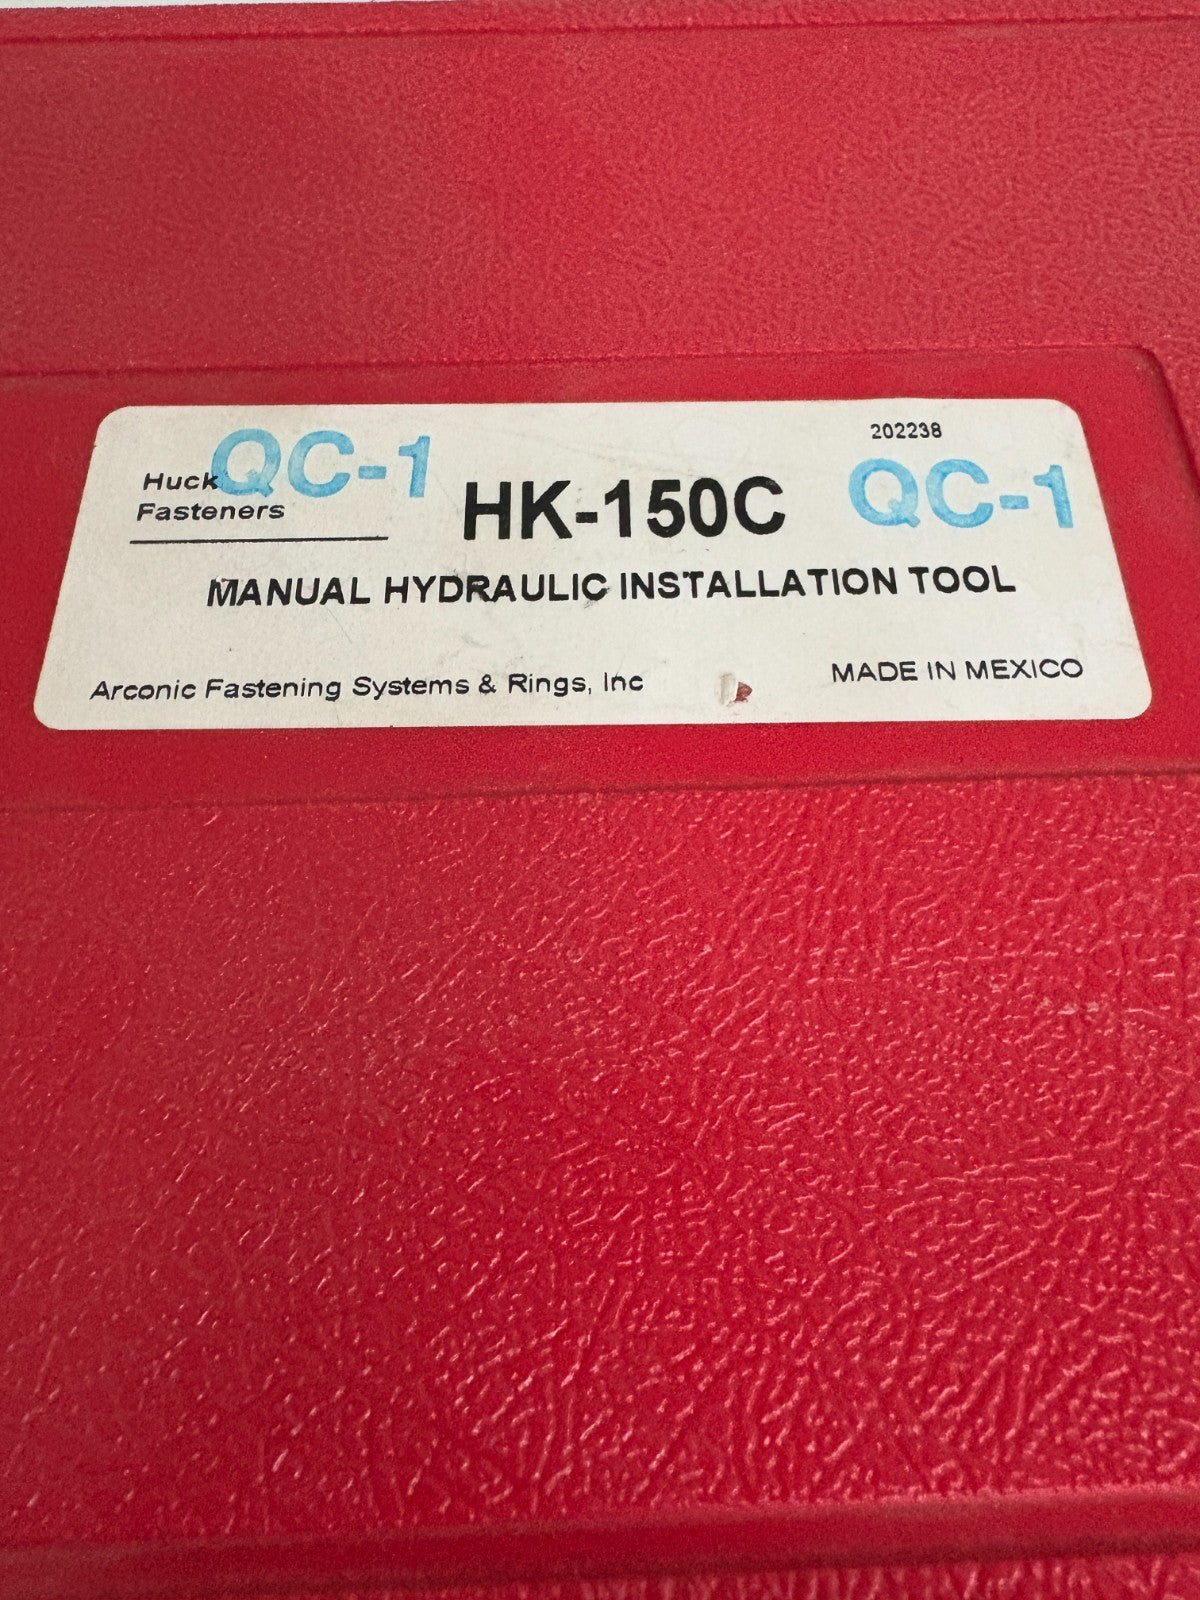 202238
QC-1
Huck
Fasteners
HK-150C
QC-1
MANUAL HYDRAULIC INSTALLATION TOOL
Arconic Fastening Systems & Rings, Inc
MADE IN MEXICO